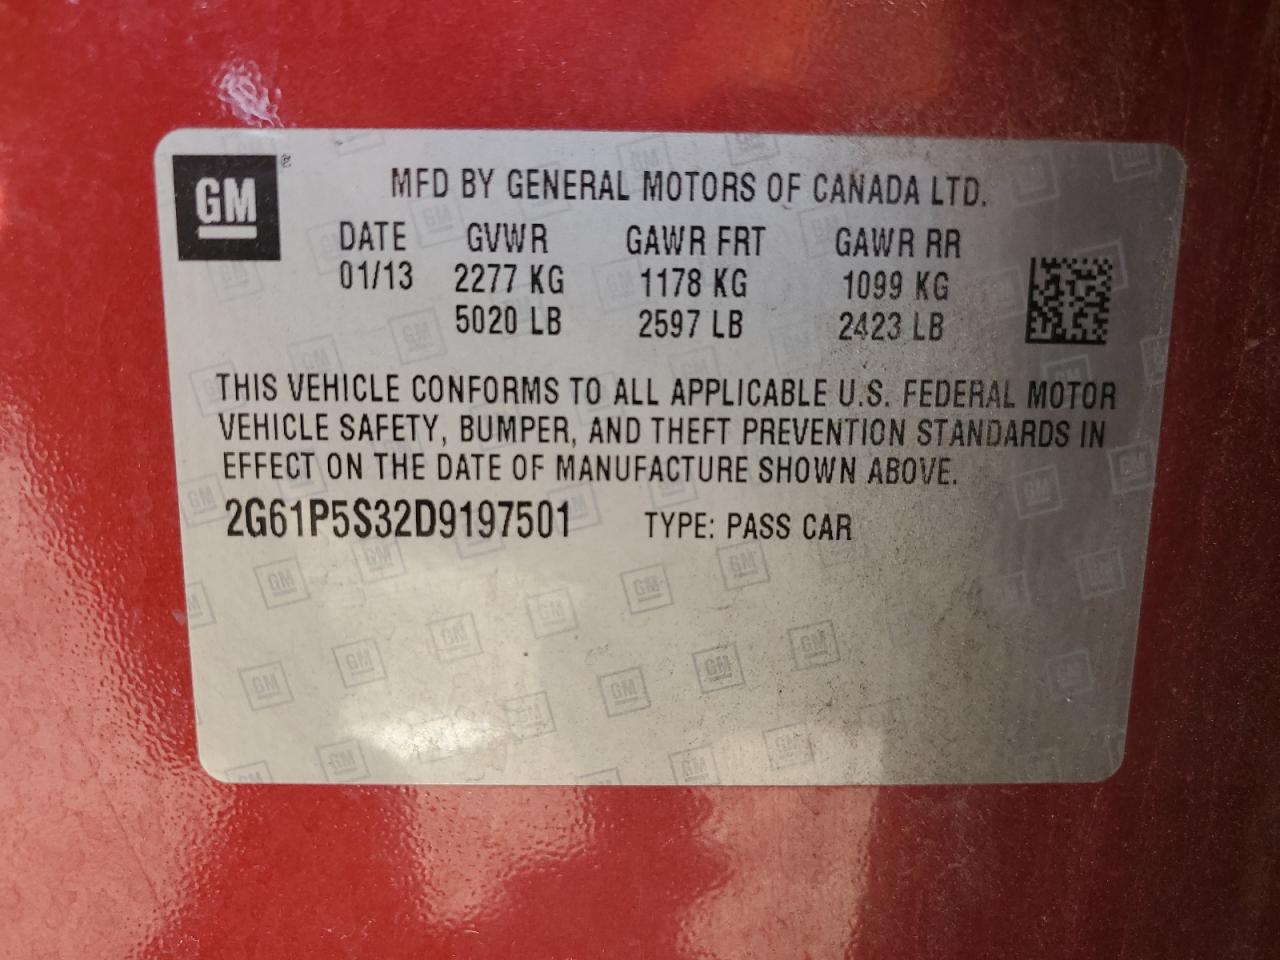 GM
MFD BY GENERAL MOTORS OF CANADA LTD.
DATE GVWR GAWR FRT GAWR RR
01/13 2277 KG 1178 KG 1099 KG
5020 LB 2597 LB 2423 LB
THIS VEHICLE CONFORMS TO ALL APPLICABLE U.S. FEDERAL MOTOR
VEHICLE SAFETY, BUMPER, AND THEFT PREVENTION STANDARDS IN
EFFECT ON THE DATE OF MANUFACTURE SHOWN ABOVE.
2G61P5S32D9197501 TYPE: PASS CAR